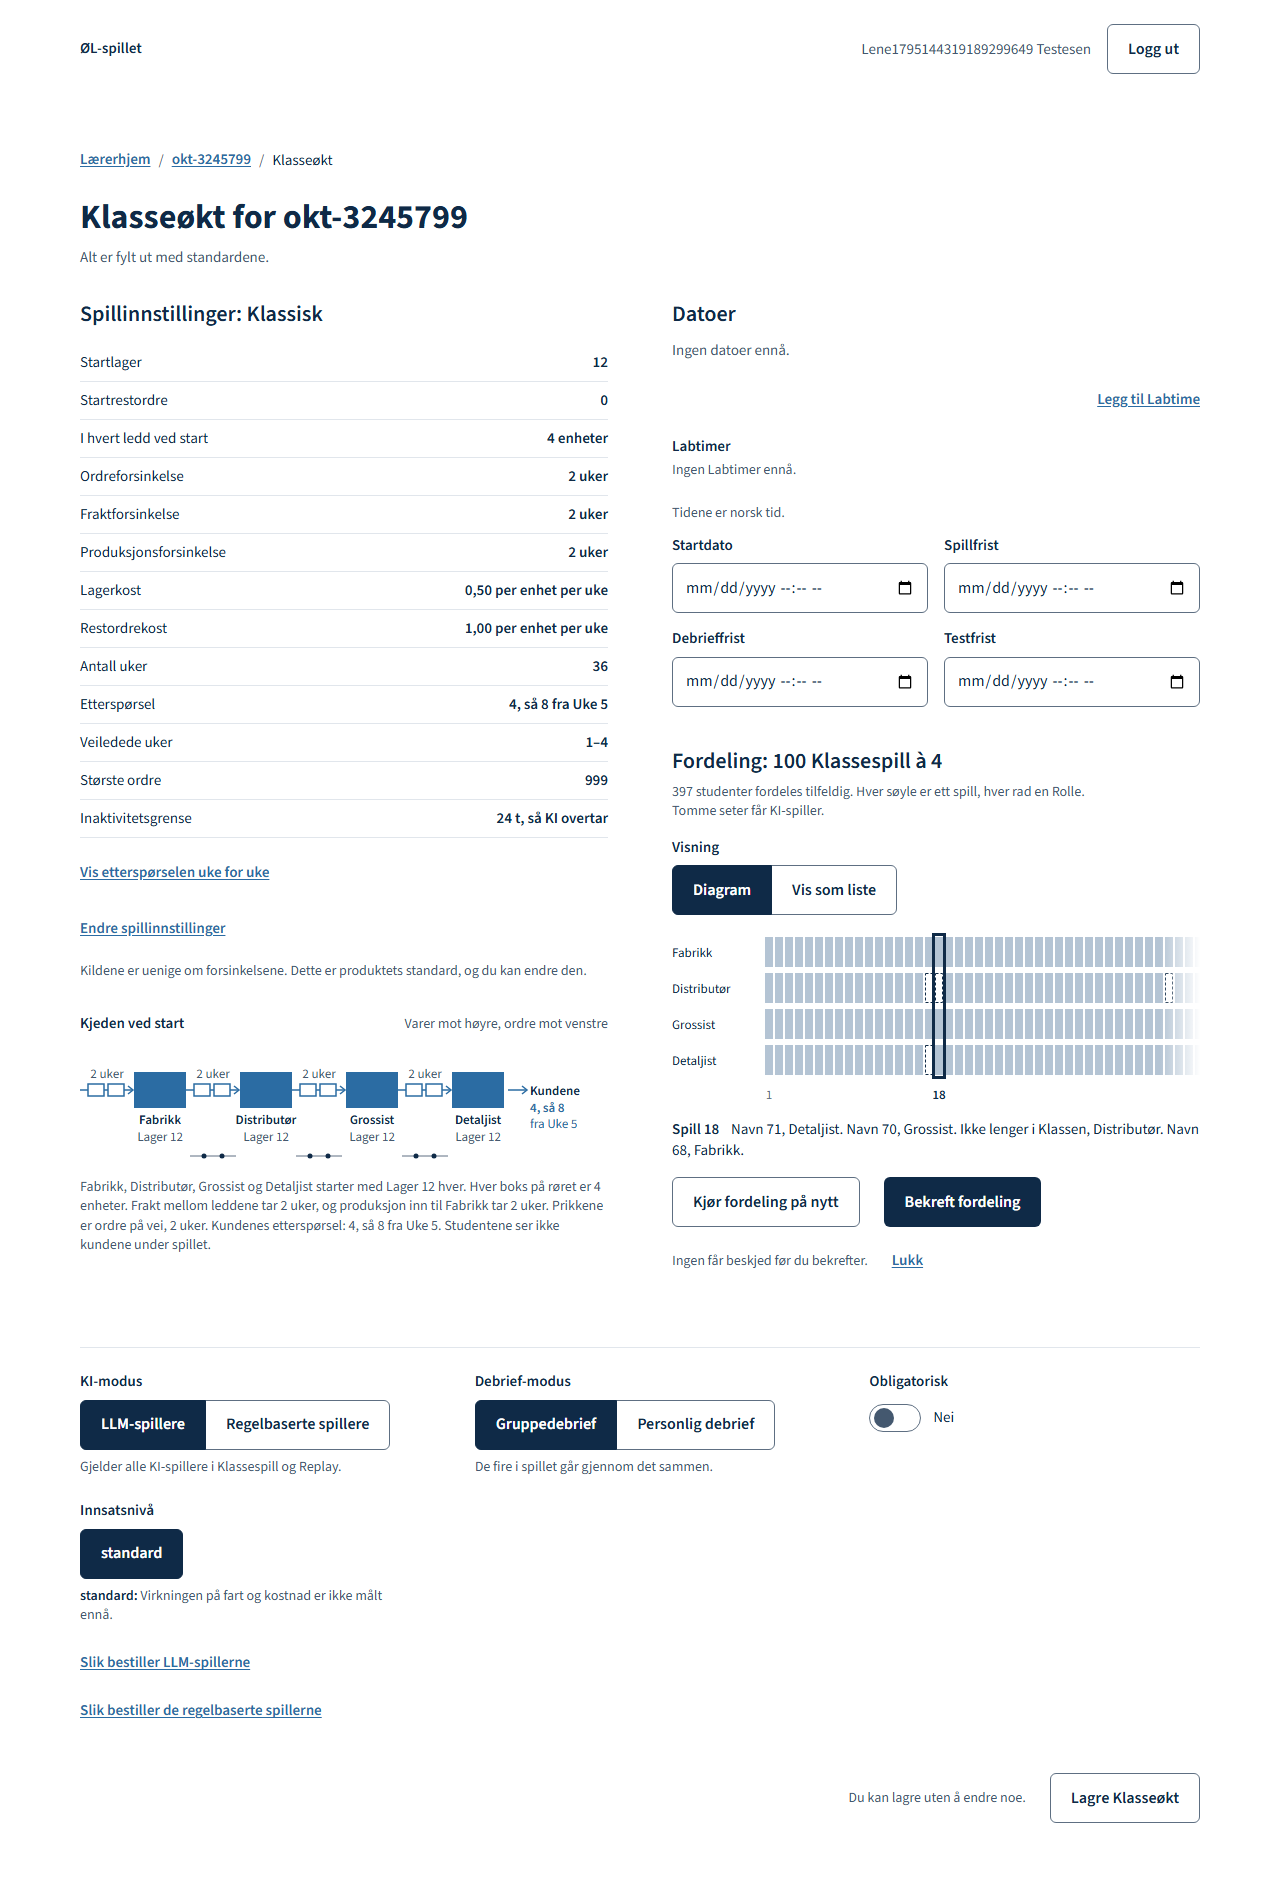 ØL-spillet
Lene1795144319189299649 Testesen
Logg ut
Lærerhjem / okt-3245799 / Klasseøkt
Klasseøkt for okt-3245799
Alt er fylt ut med standardene.
Spillinnstillinger: Klassisk
Startlager 12
Startrestordre 0
I hvert ledd ved start 4 enheter
Ordreforsinkelse 2 uker
Fraktforsinkelse 2 uker
Produksjonsforsinkelse 2 uker
Lagerkost 0,50 per enhet per uke
Restordrekost 1,00 per enhet per uke
Antall uker 36
Etterspørsel 4, så 8 fra Uke 5
Veiledede uker 1–4
Største ordre 999
Inaktivitetsgrense 24 t, så KI overtar
Vis etterspørselen uke for uke
Endre spillinnstillinger
Kildene er uenige om forsinkelsene. Dette er produktets standard, og du kan endre den.
Kjeden ved start Varer mot høyre, ordre mot venstre
2 uker 2 uker 2 uker 2 uker
Kundene
4, så 8
fra Uke 5
Fabrikk Distributør Grossist Detaljist
Lager 12 Lager 12 Lager 12 Lager 12
Fabrikk, Distributør, Grossist og Detaljist starter med Lager 12 hver. Hver boks på røret er 4
enheter. Frakt mellom leddene tar 2 uker, og produksjon inn til Fabrikk tar 2 uker. Prikkene
er ordre på vei, 2 uker. Kundenes etterspørsel: 4, så 8 fra Uke 5. Studentene ser ikke
kundene under spillet.
Datoer
Ingen datoer ennå.
Legg til Labtime
Labtimer
Ingen Labtimer ennå.
Tidene er norsk tid.
Startdato Spillfrist
mm/dd/yyyy --:-- -- mm/dd/yyyy --:-- --
Debrieffrist Testfrist
mm/dd/yyyy --:-- -- mm/dd/yyyy --:-- --
Fordeling: 100 Klassespill à 4
397 studenter fordeles tilfeldig. Hver søyle er ett spill, hver rad en Rolle.
Tomme seter får KI-spiller.
Visning
Diagram Vis som liste
Fabrikk
Distributør
Grossist
Detaljist
1 18
Spill 18 Navn 71, Detaljist. Navn 70, Grossist. Ikke lenger i Klassen, Distributør. Navn
68, Fabrikk.
Kjør fordeling på nytt Bekreft fordeling
Ingen får beskjed før du bekrefter. Lukk
KI-modus
LLM-spillere Regelbaserte spillere
Gjelder alle KI-spillere i Klassespill og Replay.
Debrief-modus
Gruppedebrief Personlig debrief
De fire i spillet går gjennom det sammen.
Obligatorisk
Nei
Innsatsnivå
standard
standard: Virkningen på fart og kostnad er ikke målt
ennå.
Slik bestiller LLM-spillerne
Slik bestiller de regelbaserte spillerne
Du kan lagre uten å endre noe. Lagre Klasseøkt